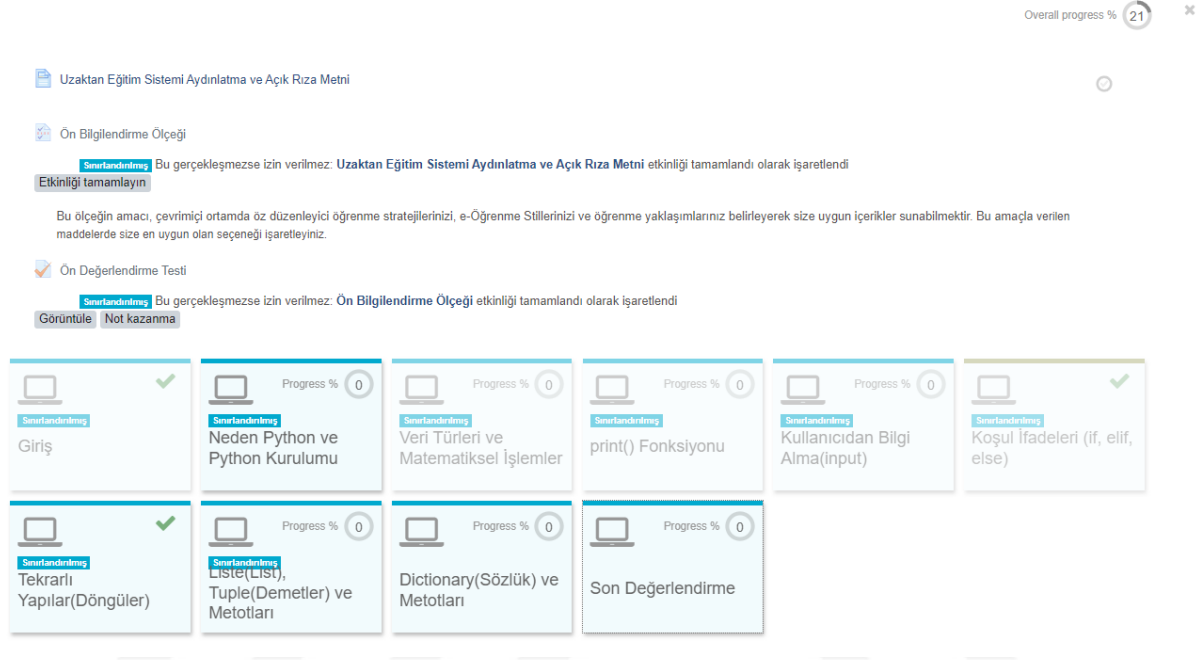 Overall progress % 21
Uzaktan Eğitim Sistemi Aydınlatma ve Açık Rıza Metni
Ön Bilgilendirme Ölçeği
Sınırlandırılmış Bu gerçekleşmezse izin verilmez: Uzaktan Eğitim Sistemi Aydınlatma ve Açık Rıza Metni etkinliği tamamlandı olarak işaretlendi
Etkinliği tamamlayın
Bu ölçeğin amacı, çevrimiçi ortamda öz düzenleyici öğrenme stratejilerinizi, e-Öğrenme Stillerinizi ve öğrenme yaklaşımlarınız belirleyerek size uygun içerikler sunabilmektir. Bu amaçla verilen
maddelerde size en uygun olan seçeneği işaretleyiniz.
Ön Değerlendirme Testi
Sınırlandırılmış Bu gerçekleşmezse izin verilmez: Ön Bilgilendirme Ölçeği etkinliği tamamlandı olarak işaretlendi
Görüntüle Not kazanma
Sınırlandırılmış
Giriş
Progress % 0
Sınırlandırılmış
Neden Python ve
Python Kurulumu
Progress % 0
Sınırlandırılmış
Veri Türleri ve
Matematiksel İşlemler
Progress % 0
Sınırlandırılmış
print() Fonksiyonu
Progress % 0
Sınırlandırılmış
Kullanıcıdan Bilgi
Alma(input)
Sınırlandırılmış
Koşul İfadeleri (if, elif,
else)
Sınırlandırılmış
Tekrarlı
Yapılar(Döngüler)
Progress % 0
Sınırlandırılmış
Liste(List),
Tuple(Demetler) ve
Metotları
Progress % 0
Dictionary(Sözlük) ve
Metotları
Progress % 0
Son Değerlendirme